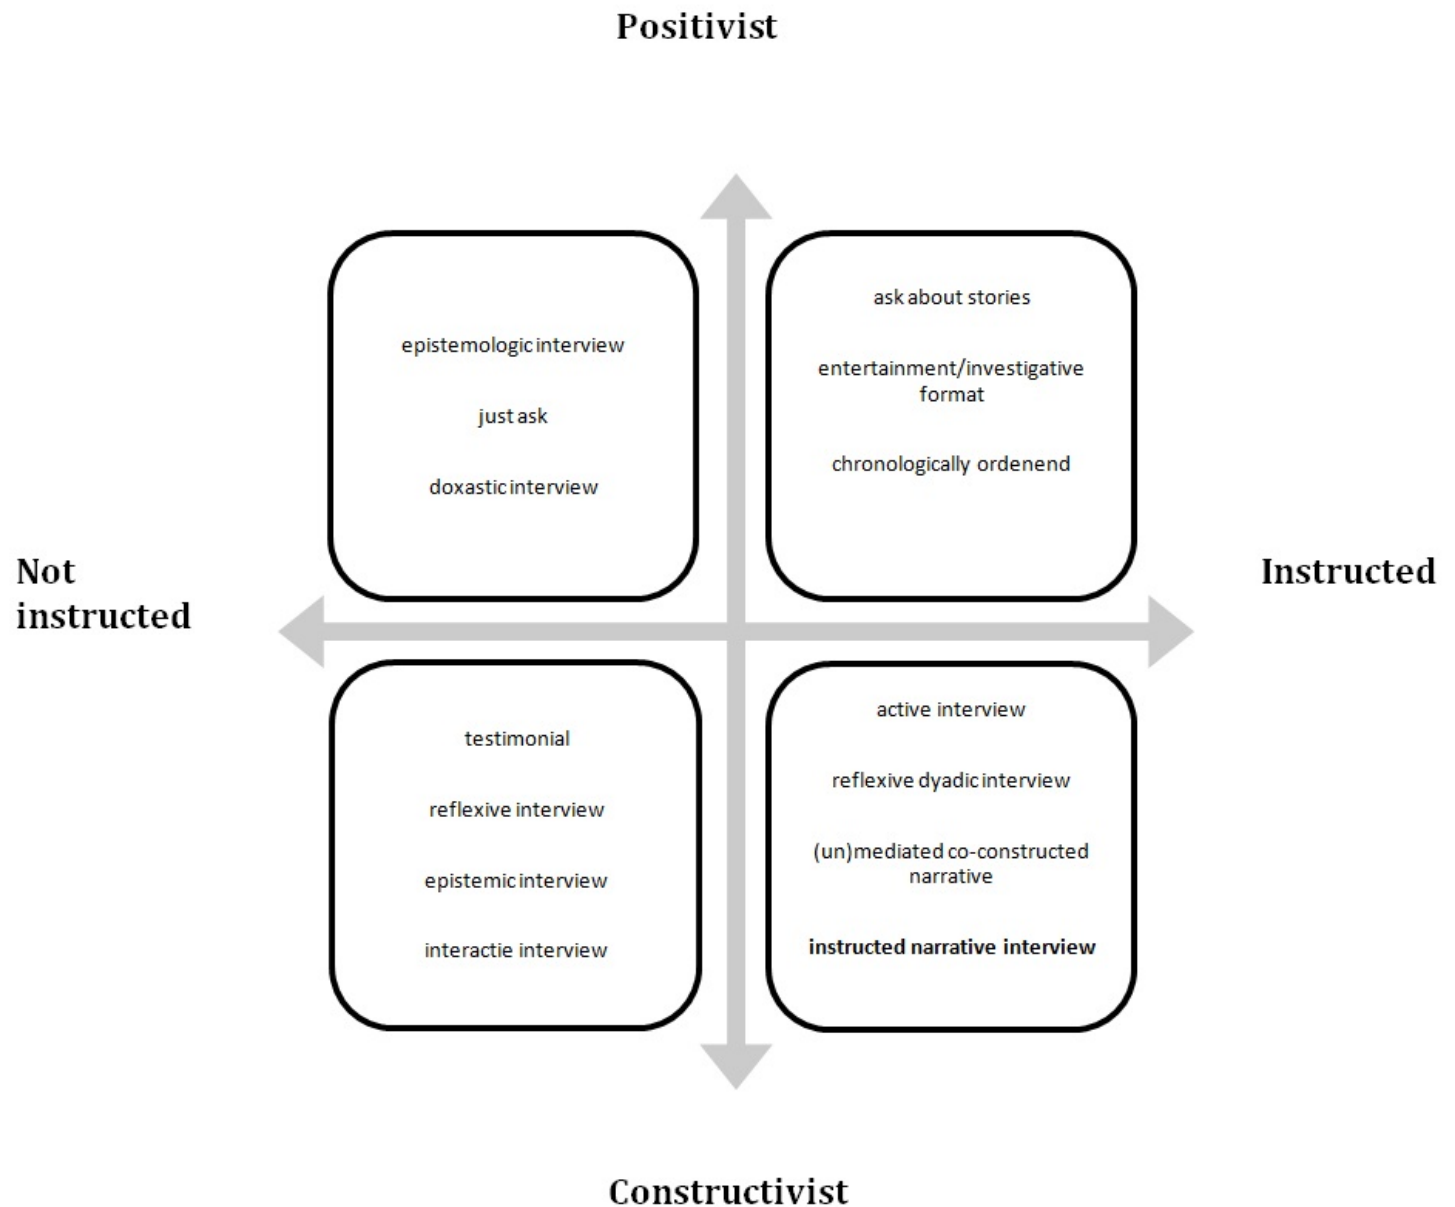 Positivist
epistemologic interview
just ask
doxastic interview
ask about stories
entertainment/investigative
format
chronologically ordenend
Not
instructed
Instructed
testimonial
reflexive interview
epistemic interview
interactie interview
active interview
reflexive dyadic interview
(un)mediated co-constructed
narrative
instructed narrative interview
Constructivist